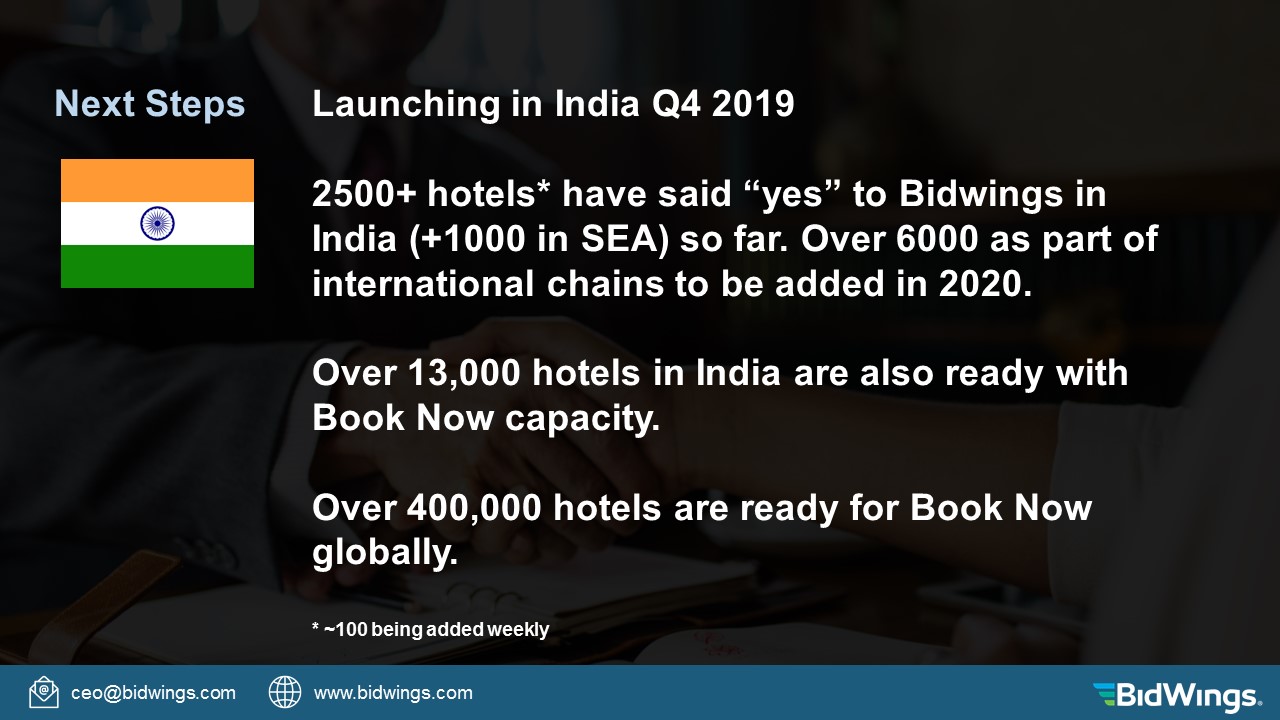 Next Steps
Launching in India Q4 2019
2500+ hotels* have said “yes” to Bidwings in
India (+1000 in SEA) so far. Over 6000 as part of
international chains to be added in 2020.
Over 13,000 hotels in India are also ready with
Book Now capacity.
Over 400,000 hotels are ready for Book Now
globally.
* ~100 being added weekly
ceo@bidwings.com
www.bidwings.com
BidWings®